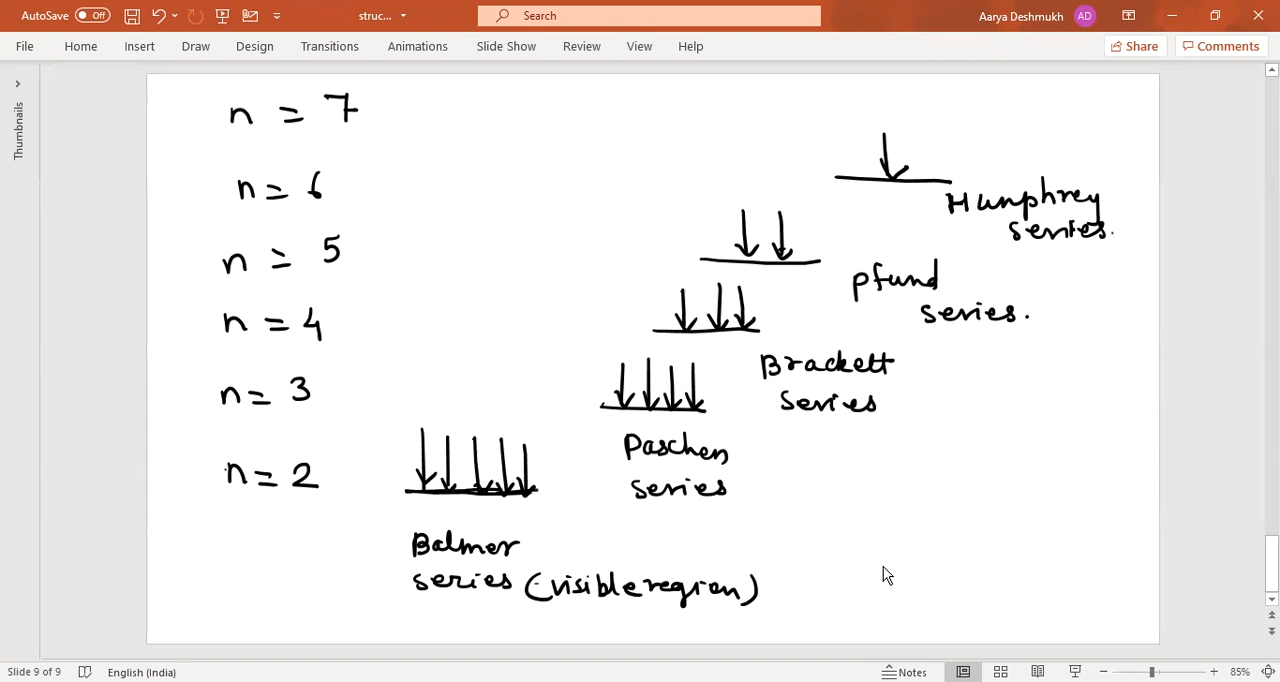 AutoSave Off
struc...
Search
Aarya Deshmukh AD
File Home Insert Draw Design Transitions Animations Slide Show Review View Help
Share Comments
Thumbnails
n = 7
n = 6
n = 5
n = 4
n = 3
n = 2
Humphrey
series.
pfund
series.
Brackett
series
Paschen
series
Balmer
series (visible region)
Slide 9 of 9 English (India) Notes 85%